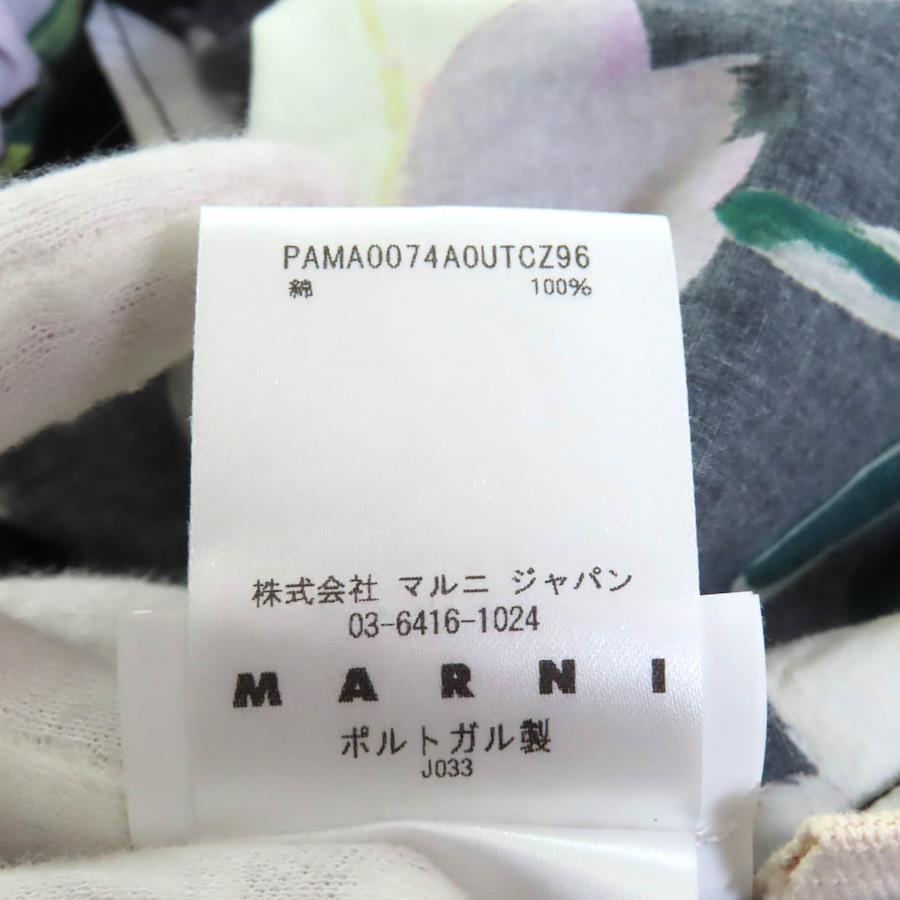 PAMA0074A0UTCZ96
綿 100%
株式会社 マルニ ジャパン
03-6416-1024
MARNI
ポルトガル製
J033